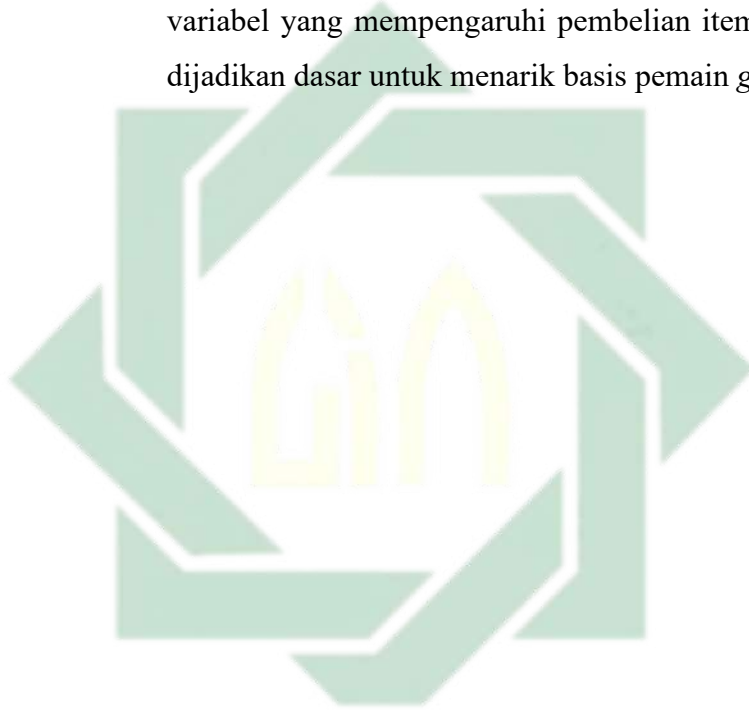 variabel yang mempengaruhi pembelian item
dijadikan dasar untuk menarik basis pemain g